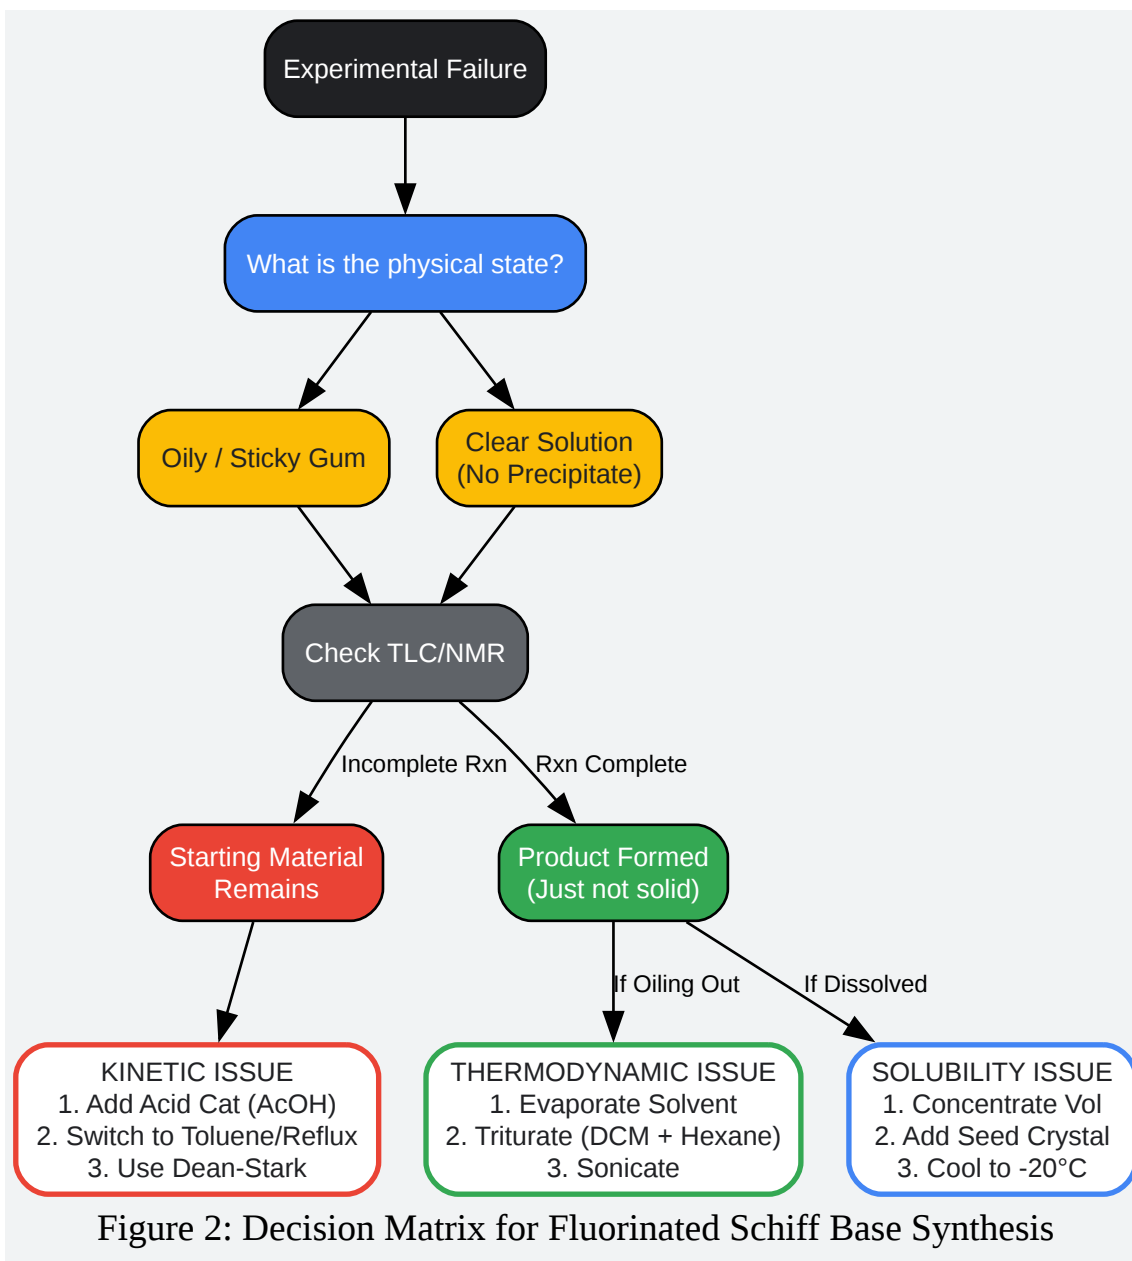 Experimental Failure
What is the physical state?
Oily / Sticky Gum
Clear Solution
(No Precipitate)
Check TLC/NMR
Incomplete Rxn
Rxn Complete
Starting Material
Remains
Product Formed
(Just not solid)
If Oiling Out
If Dissolved
KINETIC ISSUE
1. Add Acid Cat (AcOH)
2. Switch to Toluene/Reflux
3. Use Dean-Stark
THERMODYNAMIC ISSUE
1. Evaporate Solvent
2. Triturate (DCM + Hexane)
3. Sonicate
SOLUBILITY ISSUE
1. Concentrate Vol
2. Add Seed Crystal
3. Cool to -20°C
Figure 2: Decision Matrix for Fluorinated Schiff Base Synthesis